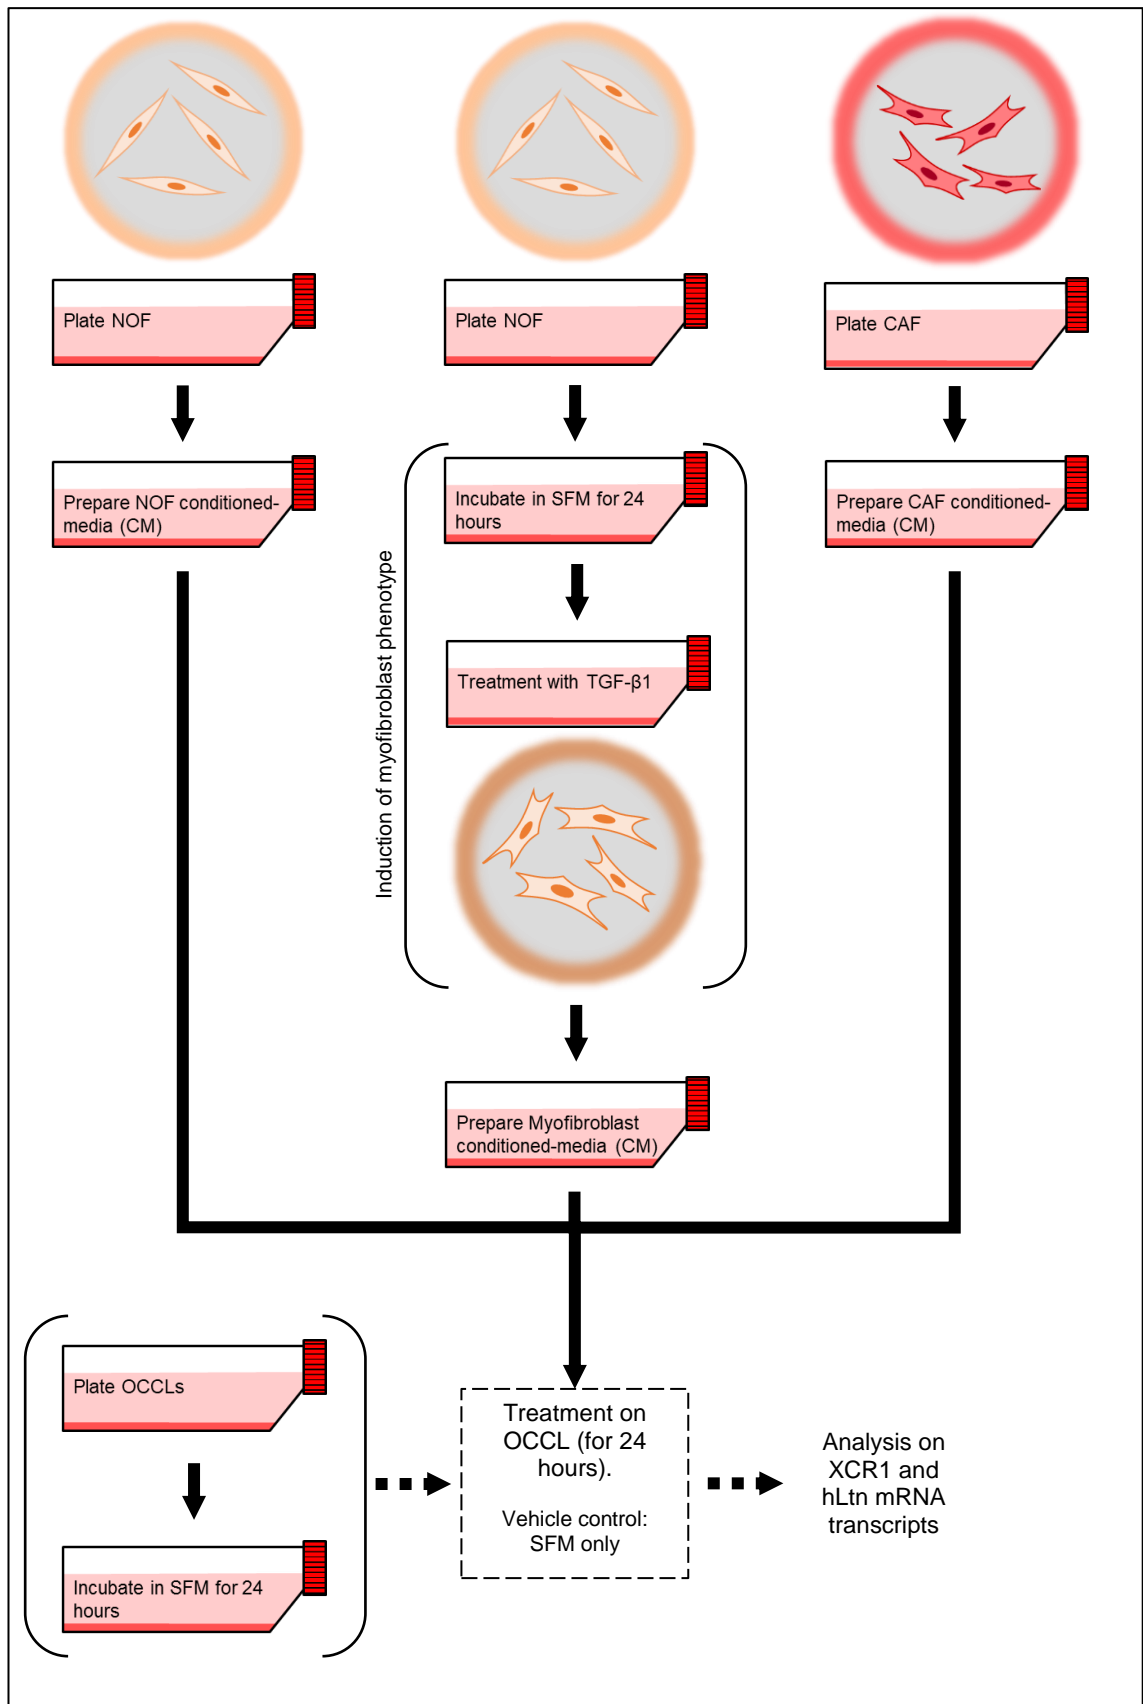 Plate NOF
Plate NOF
Plate CAF
Prepare NOF conditioned-
media (CM)
Induction of myofibroblast phenotype
Incubate in SFM for 24
hours
Prepare CAF conditioned-
media (CM)
Treatment with TGF-β1
Prepare Myofibroblast
conditioned-media (CM)
Plate OCCLs
Incubate in SFM for 24
hours
Treatment on
OCCL (for 24
hours).
Vehicle control:
SFM only
Analysis on
XCR1 and
hLtn mRNA
transcripts